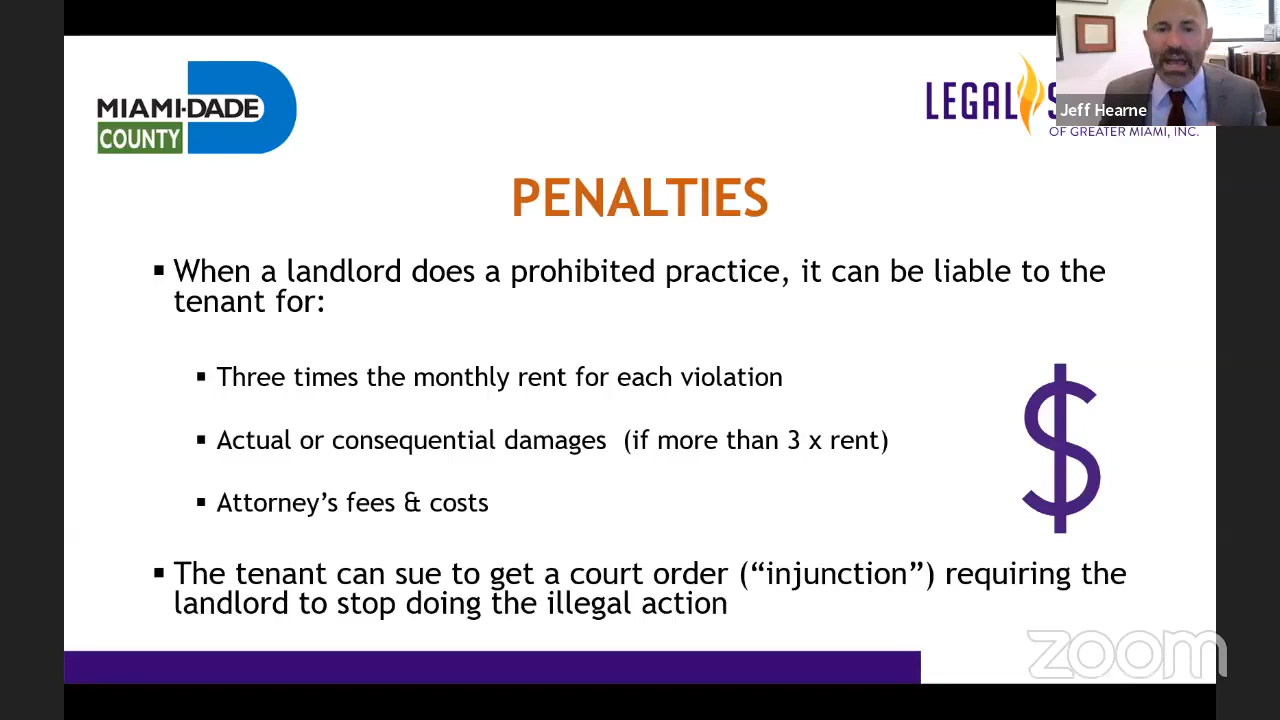 MIAMI-DADE
COUNTY
LEGAL S
Jeff Hearne
OF GREATER MIAMI, INC.
PENALTIES
▪ When a landlord does a prohibited practice, it can be liable to the
tenant for:
▪ Three times the monthly rent for each violation
▪ Actual or consequential damages (if more than 3 x rent)
▪ Attorney’s fees & costs
$
▪ The tenant can sue to get a court order (“injunction”) requiring the
landlord to stop doing the illegal action
zoom